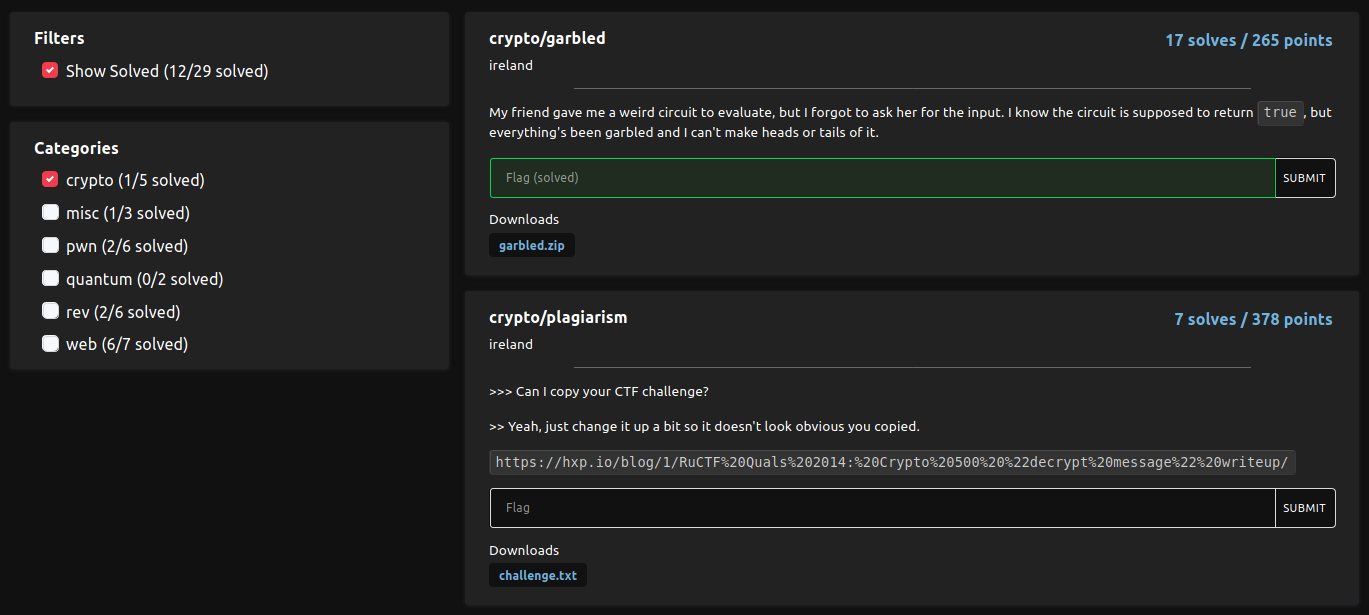 Filters
Show Solved (12/29 solved)
Categories
crypto (1/5 solved)
misc (1/3 solved)
pwn (2/6 solved)
quantum (0/2 solved)
rev (2/6 solved)
web (6/7 solved)
crypto/garbled
17 solves / 265 points
ireland
My friend gave me a weird circuit to evaluate, but I forgot to ask her for the input. I know the circuit is supposed to return true, but
everything's been garbled and I can't make heads or tails of it.
Flag (solved)
SUBMIT
Downloads
garbled.zip
crypto/plagiarism
7 solves / 378 points
ireland
>>> Can I copy your CTF challenge?
>> Yeah, just change it up a bit so it doesn't look obvious you copied.
https://hxp.io/blog/1/RuCTF%20Quals%202014:%20Crypto%20500%20%22decrypt%20message%22%20writeup/
Flag
SUBMIT
Downloads
challenge.txt